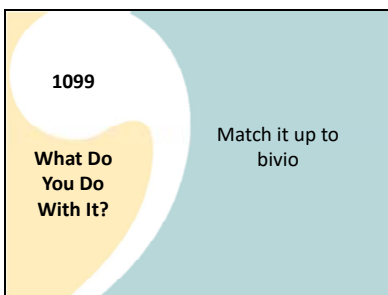 1099
What Do
You Do
With It?
Match it up to
bivio